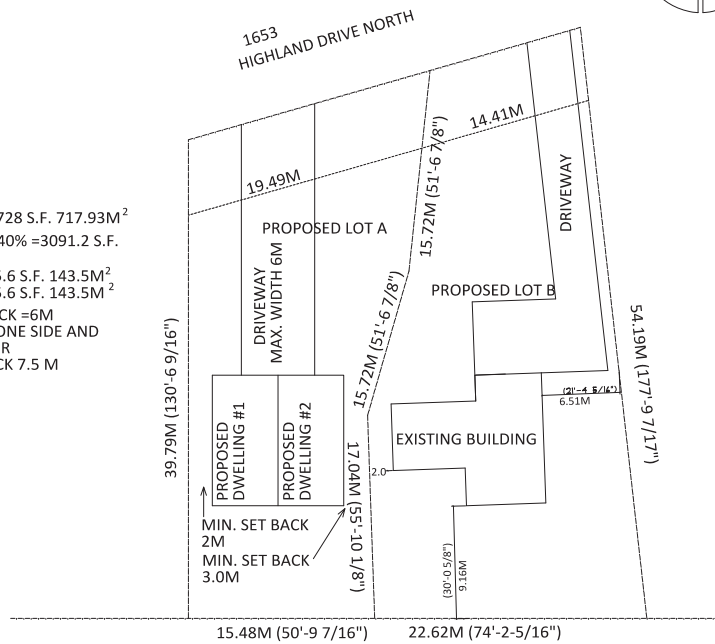 1653
HIGHLAND DRIVE NORTH
14.41M
19.49M
15.72M (51'-6 7/8")
DRIVEWAY
728 S.F. 717.93M²
40% =3091.2 S.F.
PROPOSED LOT A
.6 S.F. 143.5M²
.6 S.F. 143.5M²
CK =6M
ONE SIDE AND
R
CK 7.5 M
DRIVEWAY
MAX. WIDTH 6M
PROPOSED LOT B
15.72M (51'-6 7/8")
39.79M (130'-6 9/16")
54.19M (177'-9 7/17")
(21'-4 5/16")
6.51M
PROPOSED
DWELLING #1
PROPOSED
DWELLING #2
EXISTING BUILDING
2.0
17.04M (55'-10 1/8")
MIN. SET BACK
2M
MIN. SET BACK
3.0M
(30'-0 5/8")
9.16M
15.48M (50'-9 7/16")
22.62M (74'-2-5/16")